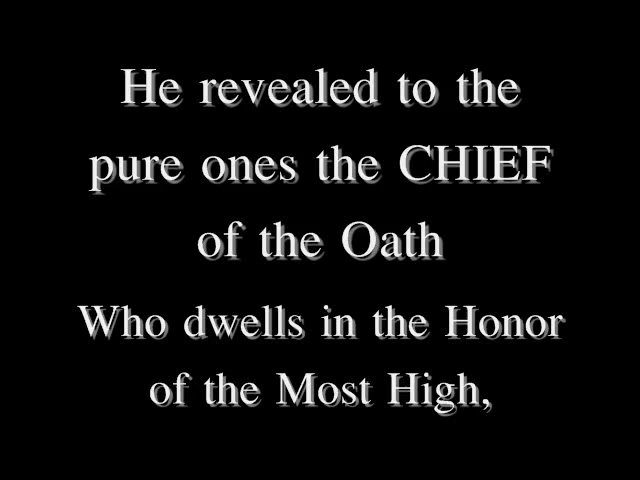 He revealed to the
pure ones the CHIEF
of the Oath
Who dwells in the Honor
of the Most High,